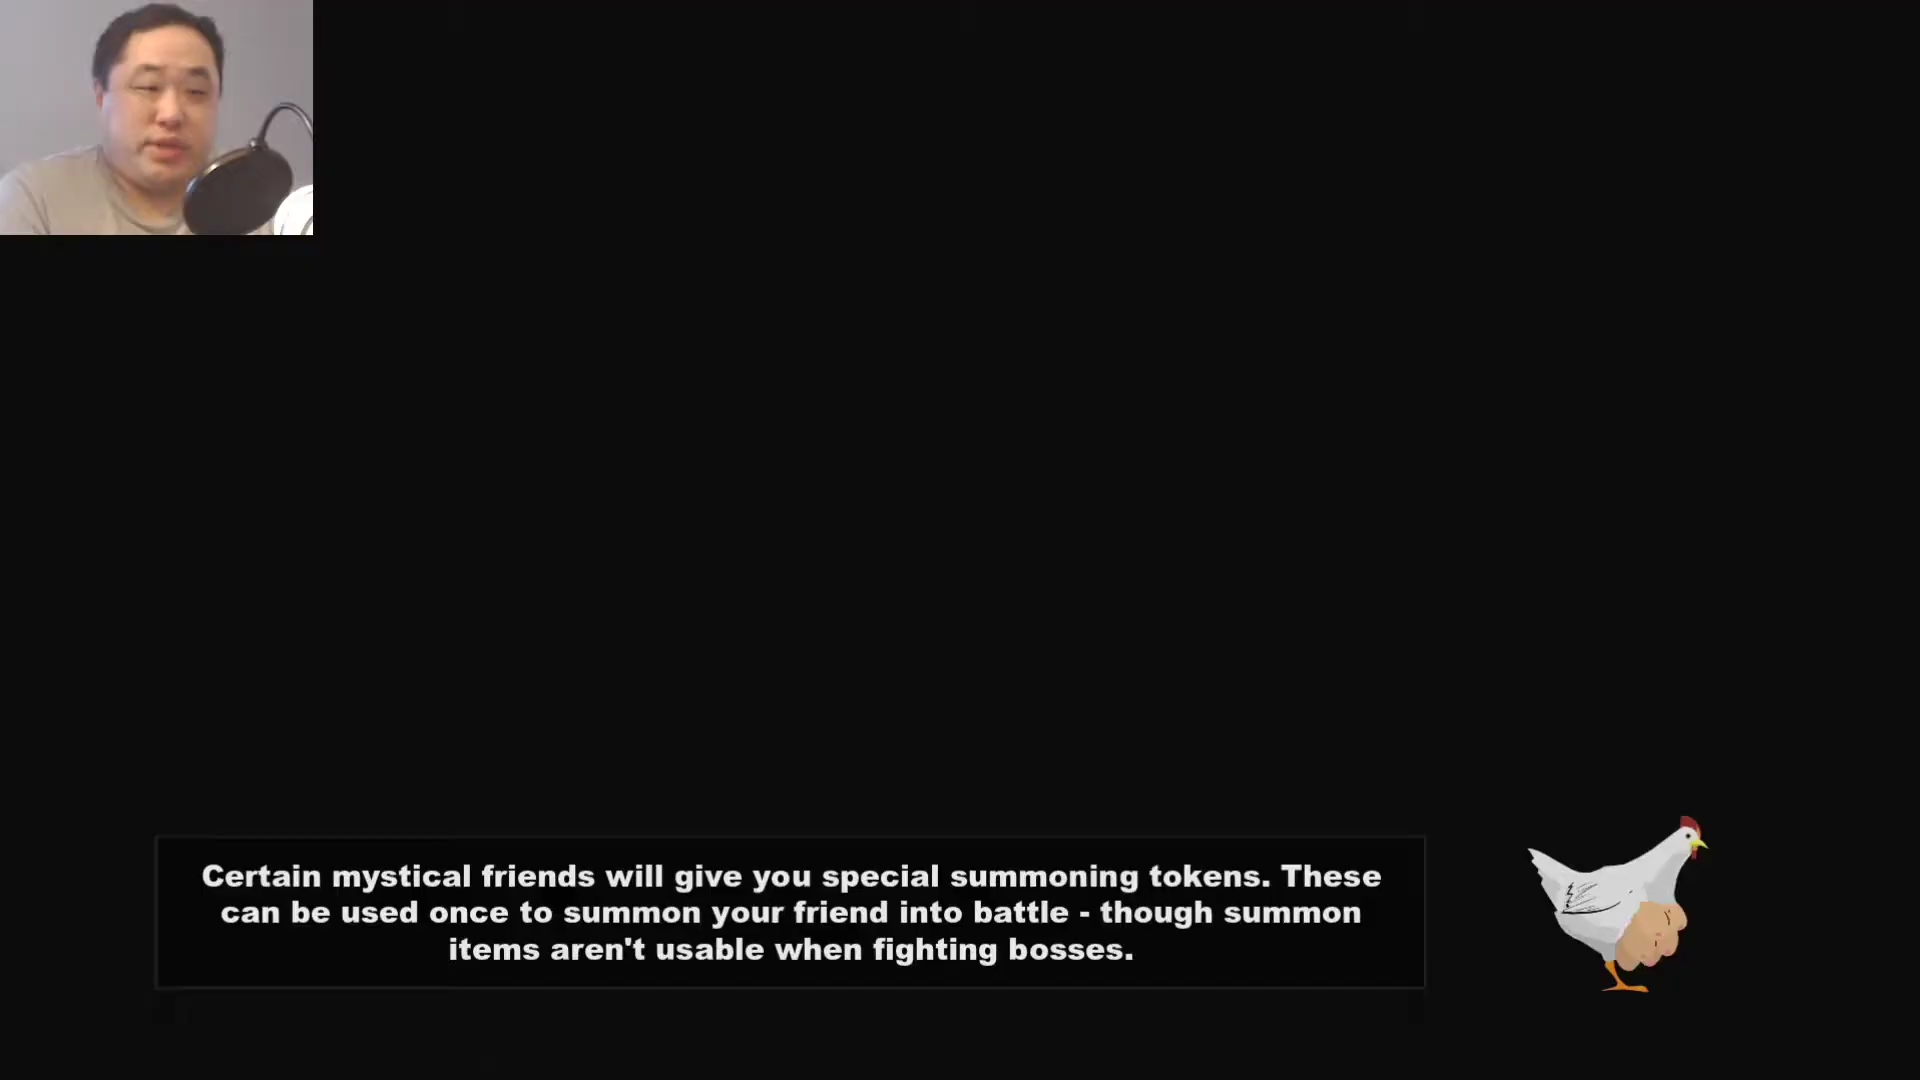 Certain mystical friends will give you special summoning tokens. These
can be used once to summon your friend into battle - though summon
items aren't usable when fighting bosses.